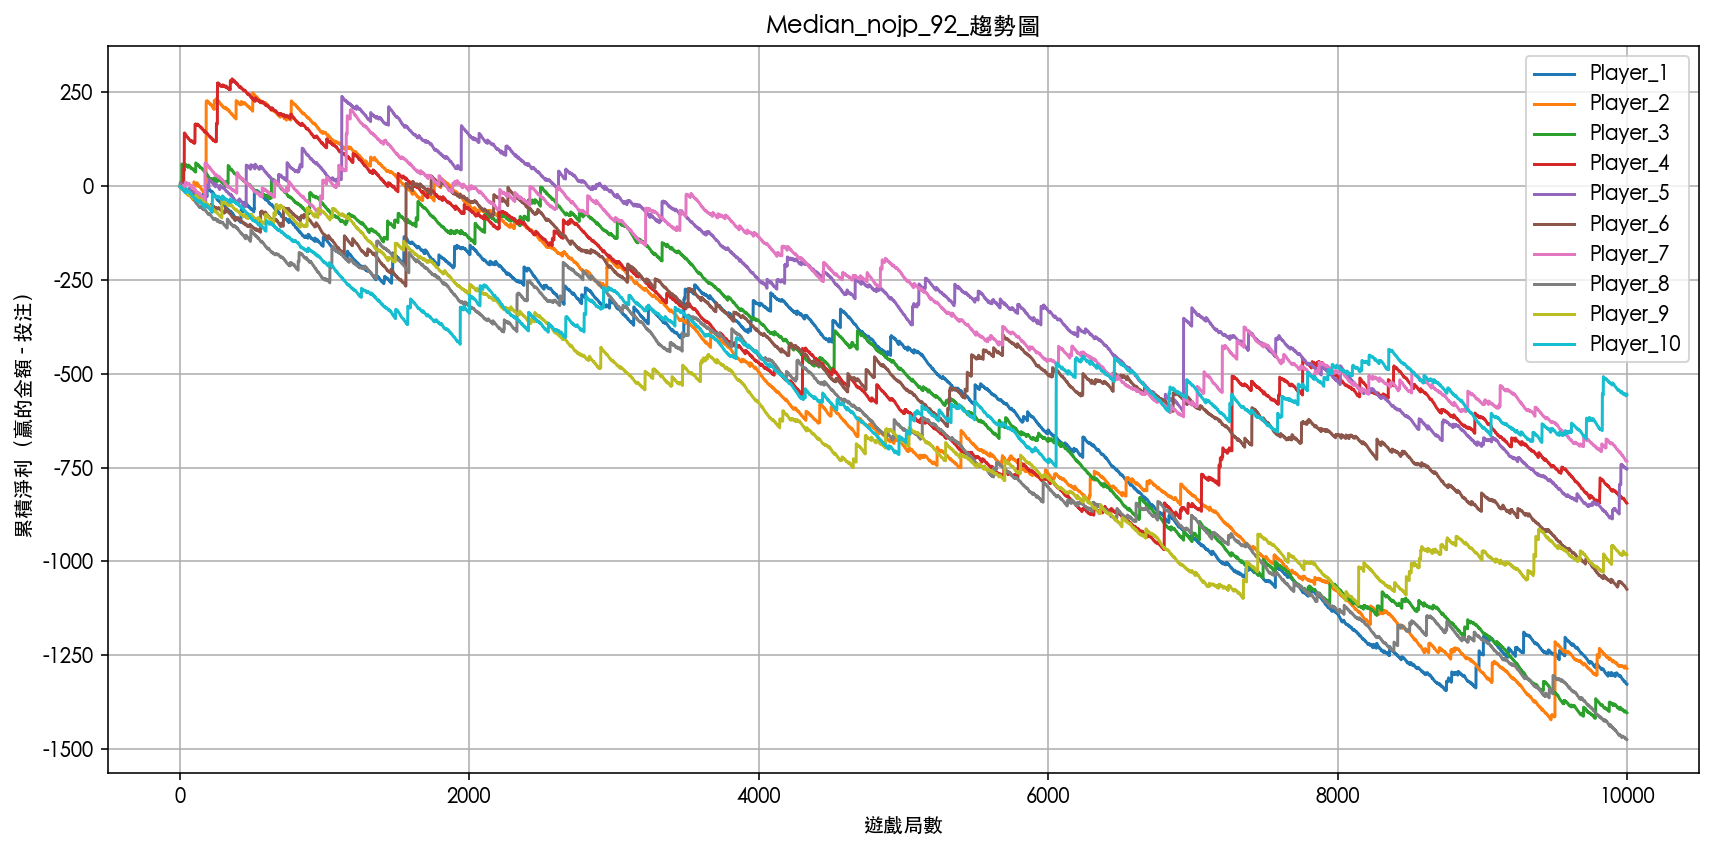 Median_nojp_92_趨勢圖
累積淨利（贏的金額 - 投注）
250
0
-250
-500
-750
-1000
-1250
-1500
0 2000 4000 6000 8000 10000
遊戲局數
Player_1
Player_2
Player_3
Player_4
Player_5
Player_6
Player_7
Player_8
Player_9
Player_10